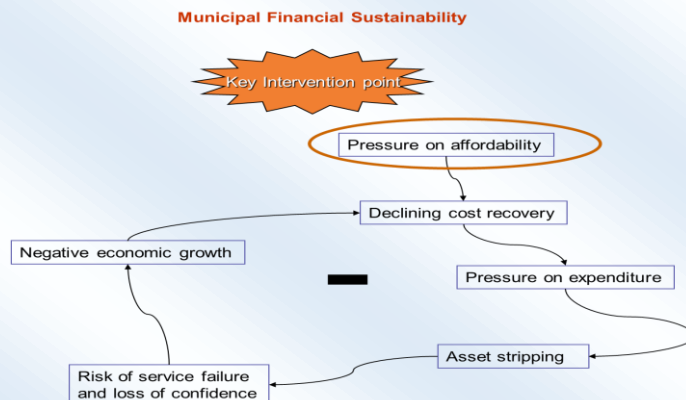 Municipal Financial Sustainability
Key Intervention point
Pressure on affordability
Declining cost recovery
Negative economic growth
Pressure on expenditure
Asset stripping
Risk of service failure
and loss of confidence